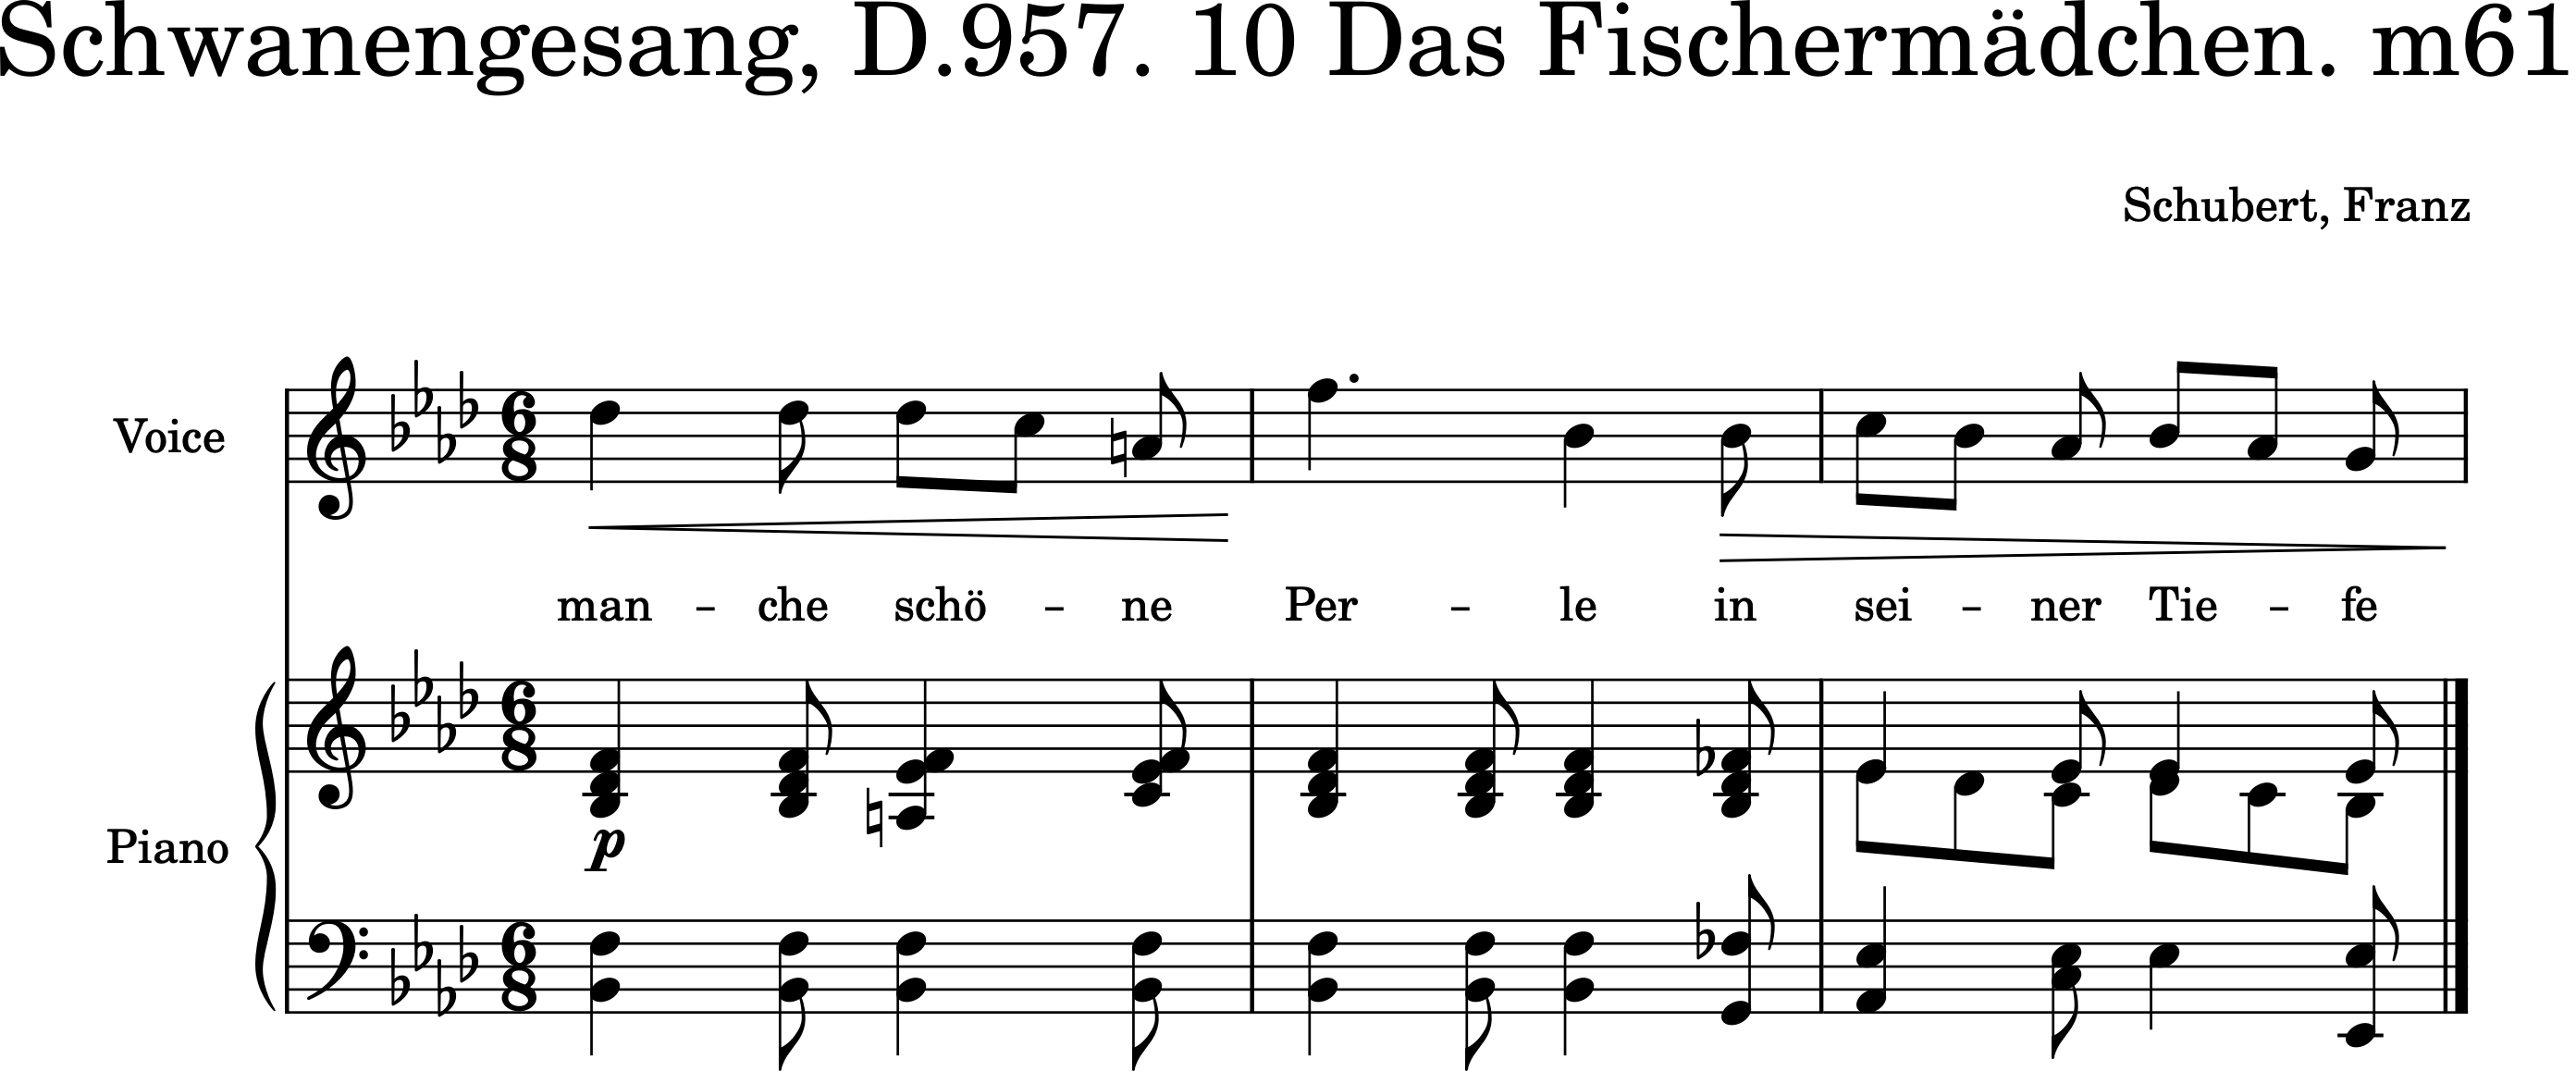 Schwanengesang, D.957. 10 Das Fischermädchen. m61
Schubert, Franz
Voice
man – che schö – ne Per – le in sei – ner Tie – fe
Piano
p